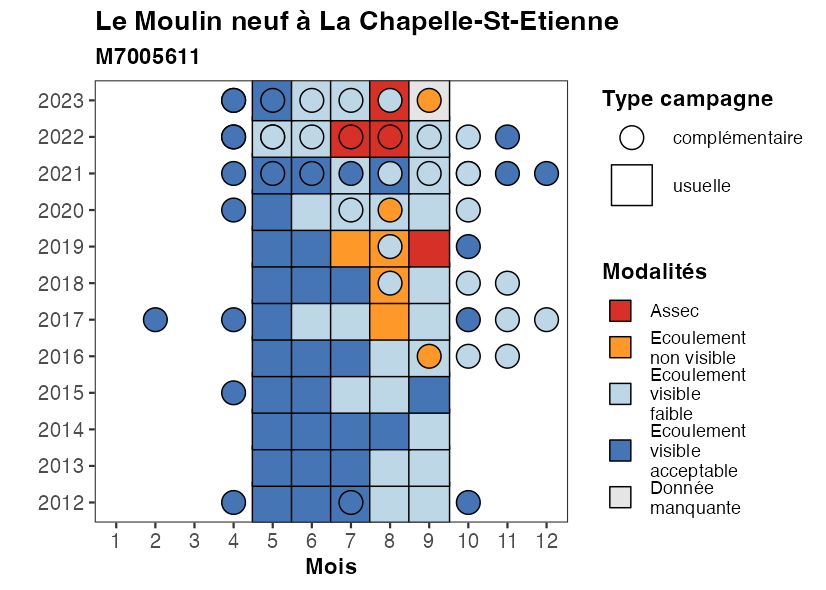 Le Moulin neuf à La Chapelle-St-Etienne
M7005611
2023
2022
2021
2020
2019
2018
2017
2016
2015
2014
2013
2012
1 2 3 4 5 6 7 8 9 10 11 12
Mois
Type campagne
complémentaire
usuelle
Modalités
Assec
Ecoulement
non visible
Ecoulement
visible
faible
Ecoulement
visible
acceptable
Donnée
manquante